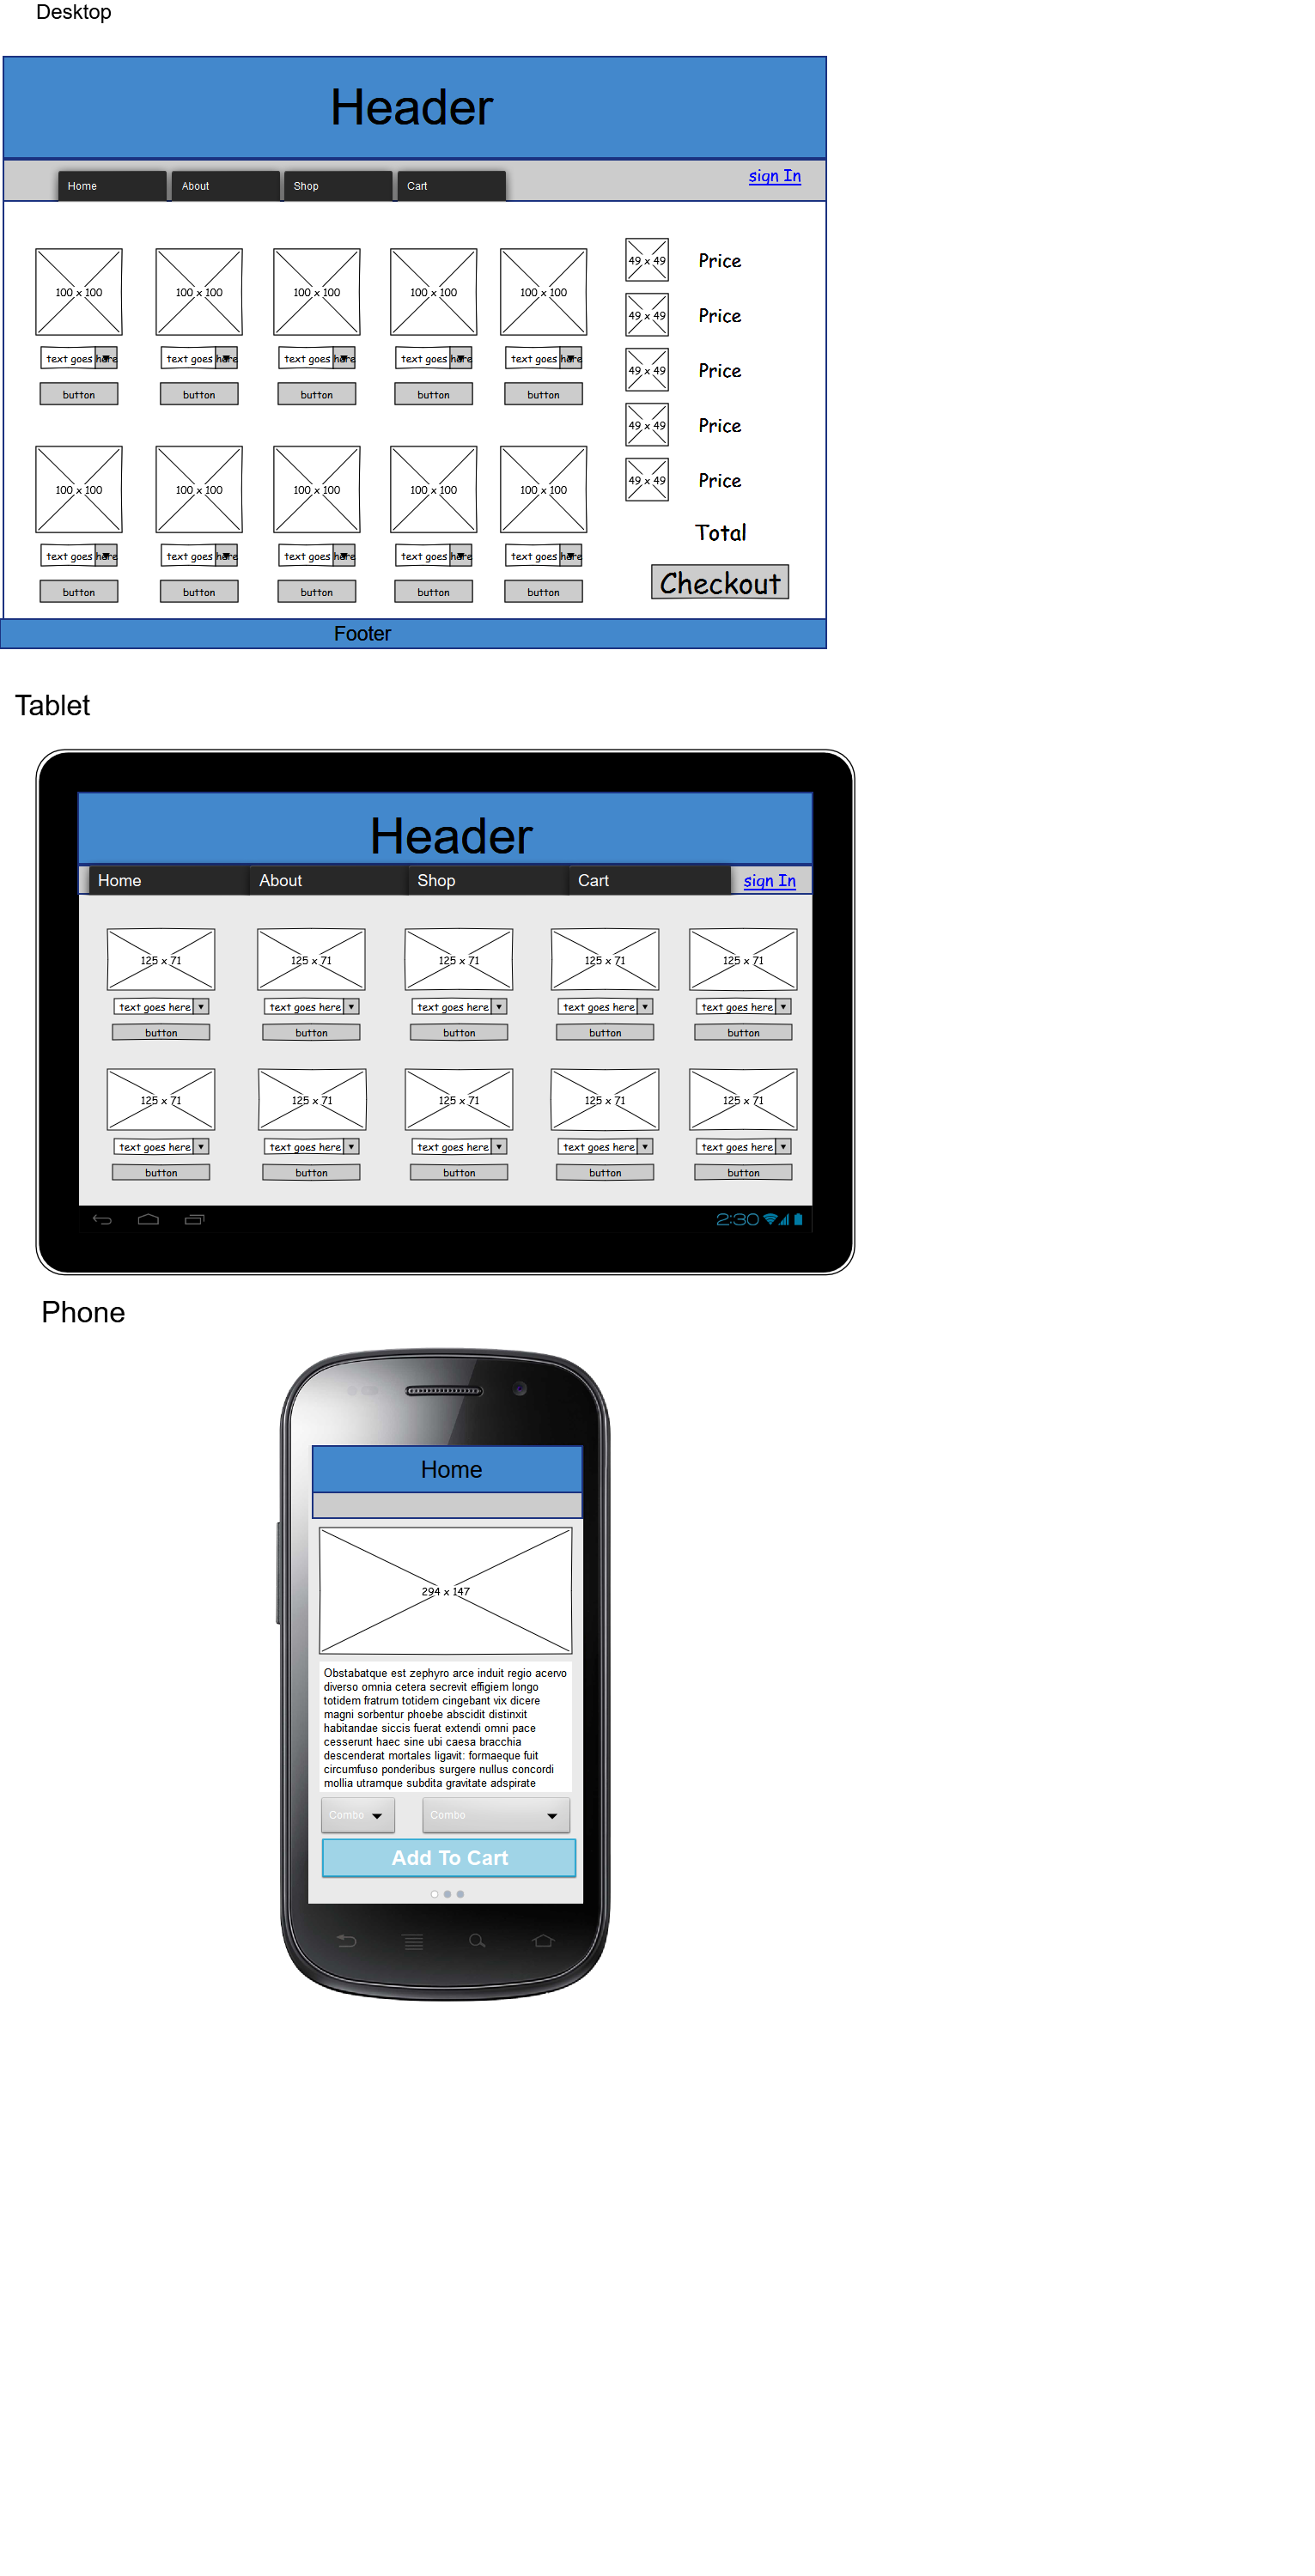 Desktop
Header
Home About Shop Cart sign In
100 x 100 100 x 100 100 x 100 100 x 100 100 x 100
text goes here text goes here text goes here text goes here text goes here
button button button button button
100 x 100 100 x 100 100 x 100 100 x 100 100 x 100
text goes here text goes here text goes here text goes here text goes here
button button button button button
49 x 49 Price
49 x 49 Price
49 x 49 Price
49 x 49 Price
49 x 49 Price
Total
Checkout
Footer
Tablet
Header
Home About Shop Cart sign In
125 x 71 125 x 71 125 x 71 125 x 71 125 x 71
text goes here text goes here text goes here text goes here text goes here
button button button button button
125 x 71 125 x 71 125 x 71 125 x 71 125 x 71
text goes here text goes here text goes here text goes here text goes here
button button button button button
2:30
Phone
Home
294 x 147
Obstabatque est zephyro arce induit regio acervo
diverso omnia cetera secrevit effigiem longo
totidem fratrum totidem cingebant vix dicere
magni sorbentur phoebe abscidit distinxit
habitandae siccis fuerat extendi omni pace
cesserunt haec sine ubi caesa bracchia
descenderat mortales ligavit: formaeque fuit
circumfuso ponderibus surgere nullus concordi
mollia utramque subdita gravitate adspirate
Combo Combo
Add To Cart